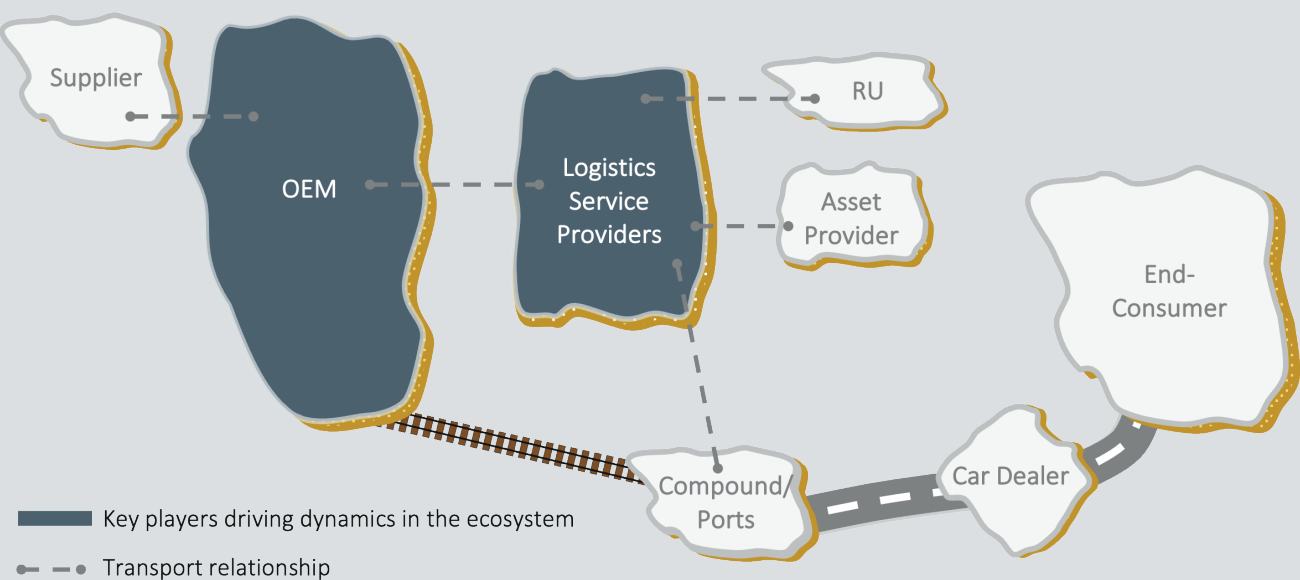 Supplier
OEM
Logistics
Service
Providers
RU
Asset
Provider
End-
Consumer
Compound/
Ports
Car Dealer
Key players driving dynamics in the ecosystem
Transport relationship